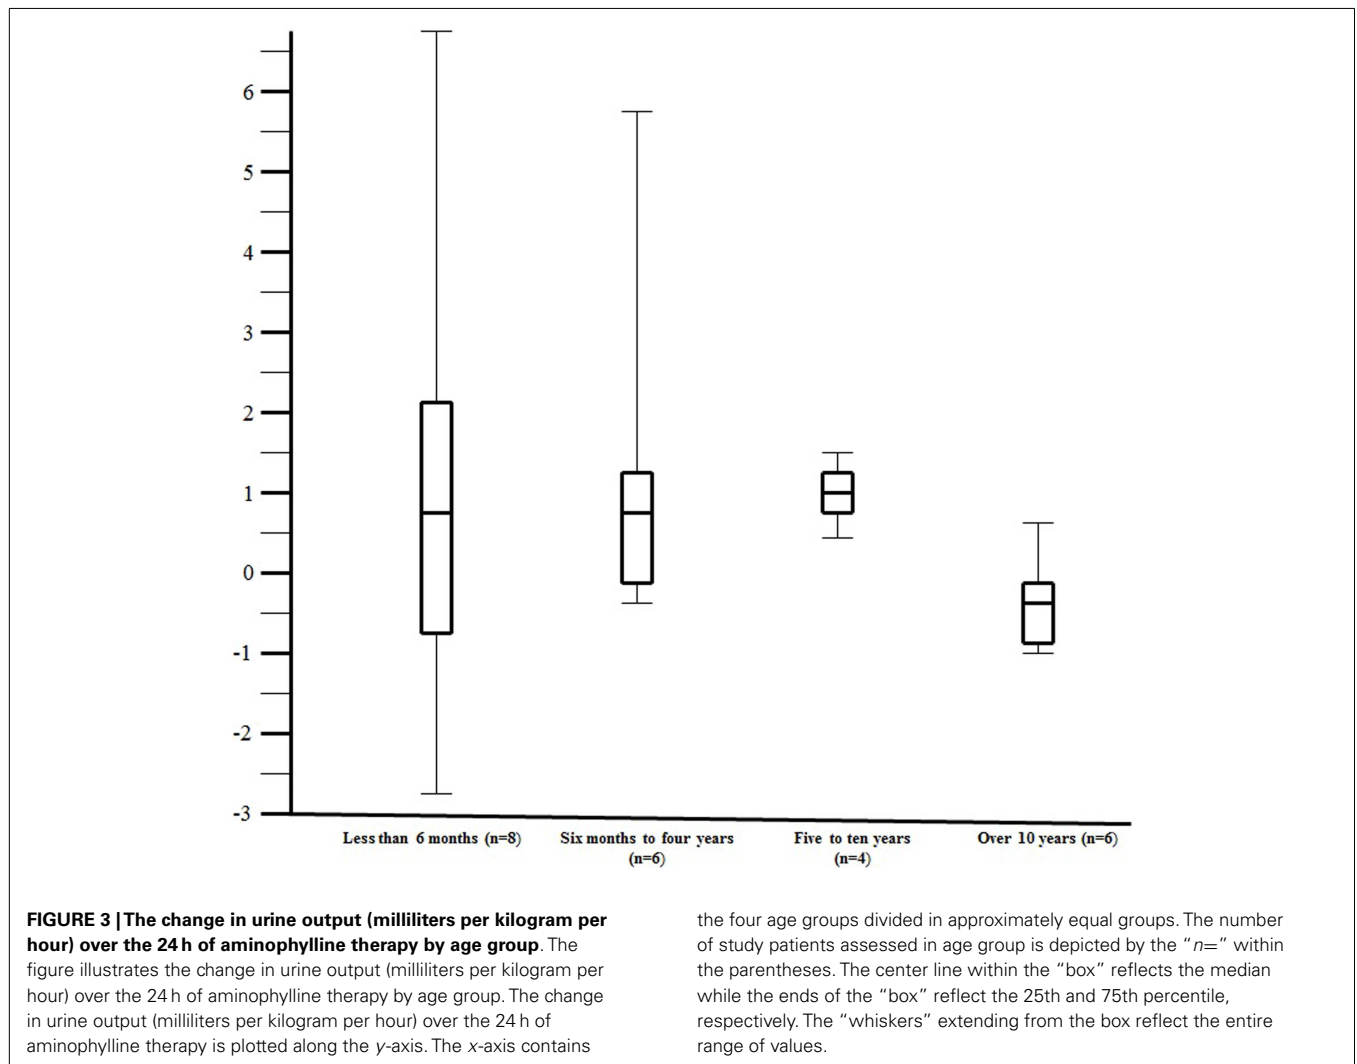 6
5
4
3
2
1
0
-1
-2
-3
Less than 6 months (n=8)
Six months to four years
(n=6)
Five to ten years
(n=4)
Over 10 years (n=6)
FIGURE 3 | The change in urine output (milliliters per kilogram per
hour) over the 24 h of aminophylline therapy by age group. The
figure illustrates the change in urine output (milliliters per kilogram per
hour) over the 24 h of aminophylline therapy by age group. The change
in urine output (milliliters per kilogram per hour) over the 24 h of
aminophylline therapy is plotted along the y-axis. The x-axis contains
the four age groups divided in approximately equal groups. The number
of study patients assessed in age group is depicted by the “n=” within
the parentheses. The center line within the “box” reflects the median
while the ends of the “box” reflect the 25th and 75th percentile,
respectively. The “whiskers” extending from the box reflect the entire
range of values.